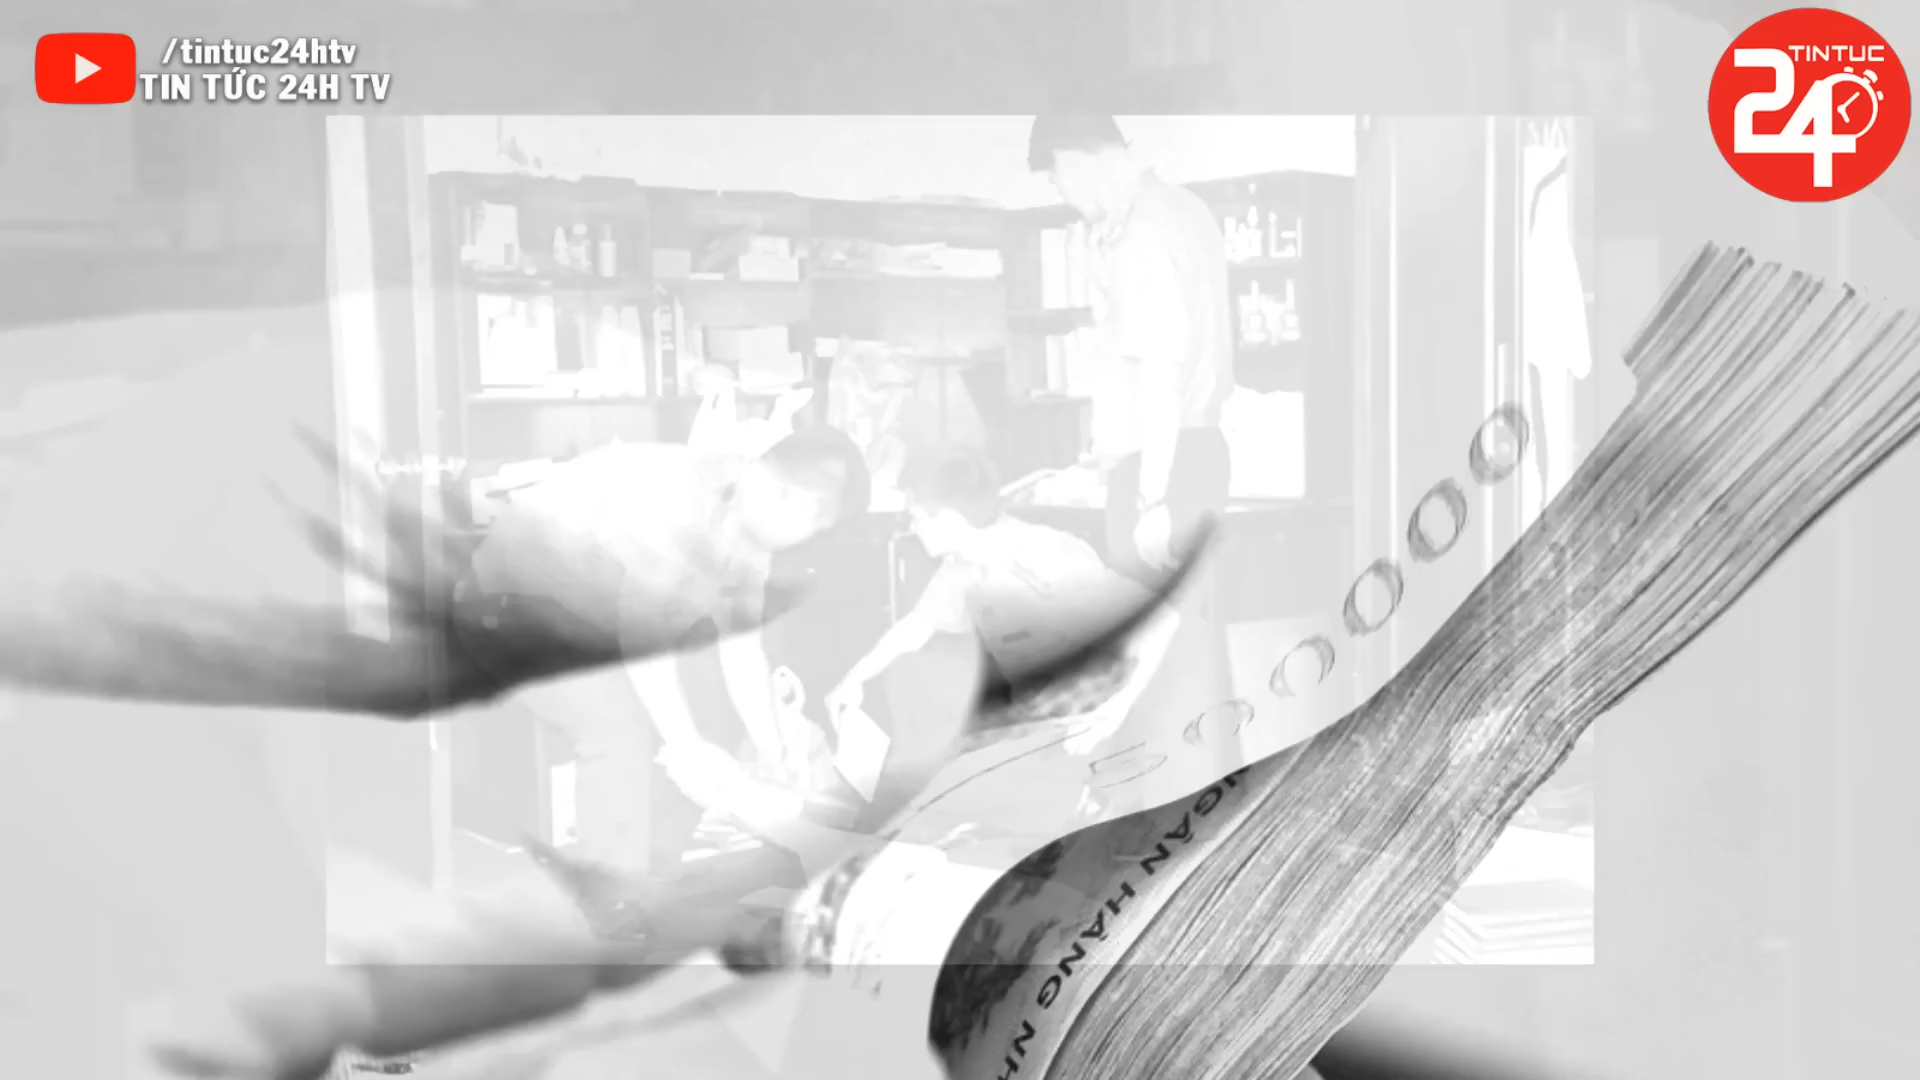 /tintuc24htv
TIN TỨC 24H TV
TINTUC
24
NGÂN HÀNG NH